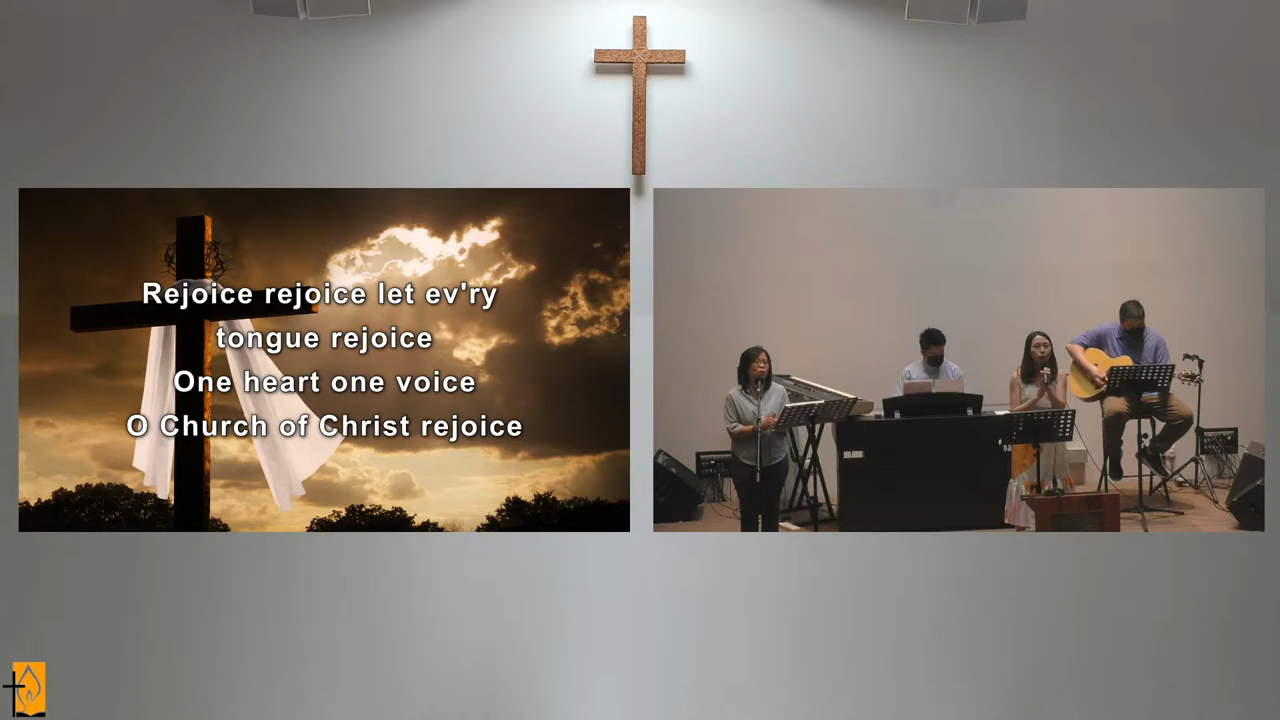 Rejoice rejoice let ev'ry
tongue rejoice
One heart one voice
O Church of Christ rejoice